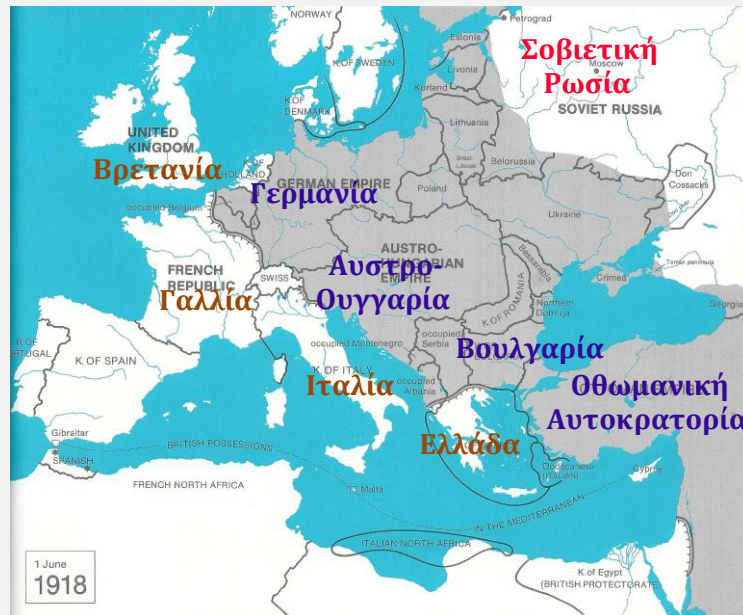 NORWAY
Petrograd
Estonia
Σοβιετική
Ρωσία
K.OF SWEDEN
Livonia
Moscow
SOVIET RUSSIA
K.OF
DENMARK
Kurland
Lithuania
UNITED
KINGDOM
Βρετανία
K.OF
HOLLAND
GERMAN EMPIRE
Γερμανία
Poland
Belorussia
Don
Cossacks
occupied Belgium
Ukraine
AUSTRO-
HUNGARIAN
EMPIRE
Αυστρο-
Ουγγαρία
Bessarabia
Taman peninsula
FRENCH
REPUBLIC
Γαλλία
SWISS
K.OF ROMANIA
Crimea
Northern
Dobruja
Georgia
occupied Montenegro
occupied
Serbia
Βουλγαρία
K. OF SPAIN
K. OF ITALY
Ιταλία
occupied
Albania
Οθωμανική
Αυτοκρατορία
Ελλάδα
Gibraltar
SPANISH
BRITISH POSSESSIONS
Dodecanese
(ITALIAN)
Cyprus
FRENCH NORTH AFRICA
Malta
IN THE MEDITERRANEAN
ITALIAN NORTH AFRICA
1 June
1918
K.of Egypt
(BRITISH PROTECTORATE)